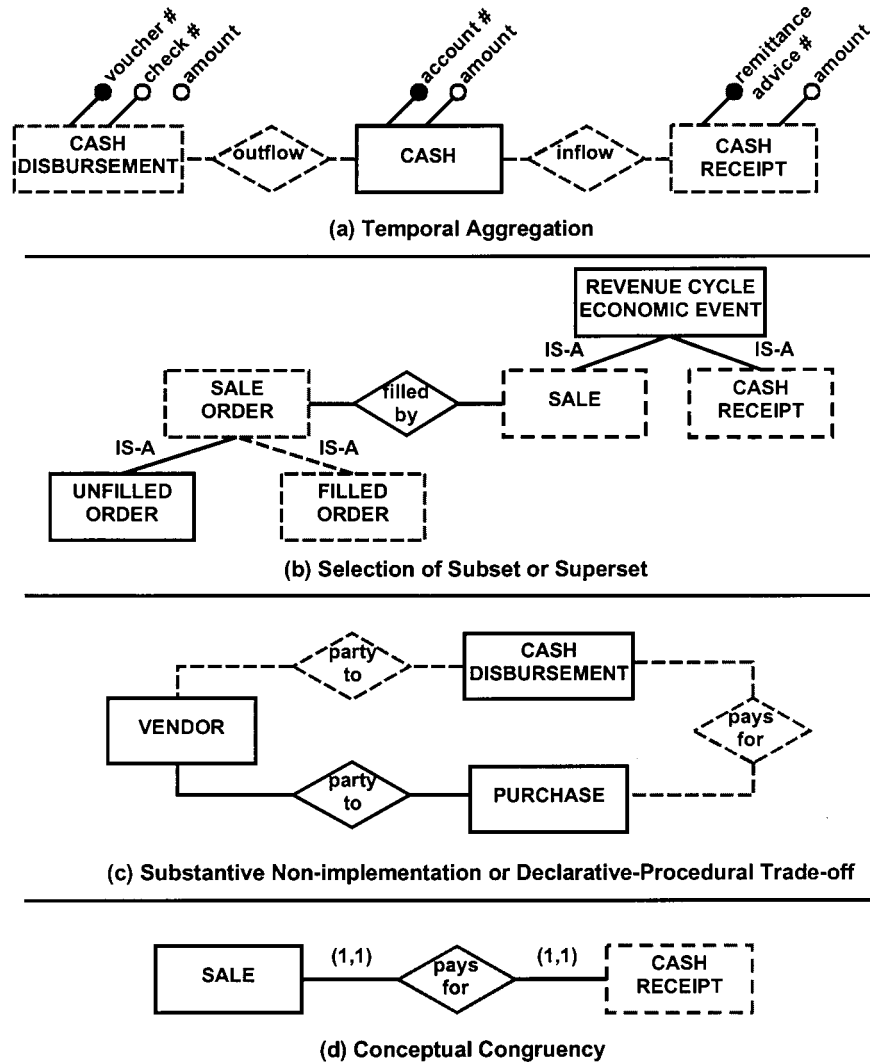 voucher #
check #
amount
account #
amount
remittance
advice #
amount
CASH
DISBURSEMENT
outflow
CASH
inflow
CASH
RECEIPT
(a) Temporal Aggregation
REVENUE CYCLE
ECONOMIC EVENT
IS-A
IS-A
SALE
ORDER
filled
by
SALE
CASH
RECEIPT
IS-A
IS-A
UNFILLED
ORDER
FILLED
ORDER
(b) Selection of Subset or Superset
party
to
CASH
DISBURSEMENT
VENDOR
pays
for
party
to
PURCHASE
(c) Substantive Non-implementation or Declarative-Procedural Trade-off
SALE
(1,1)
pays
for
(1,1)
CASH
RECEIPT
(d) Conceptual Congruency